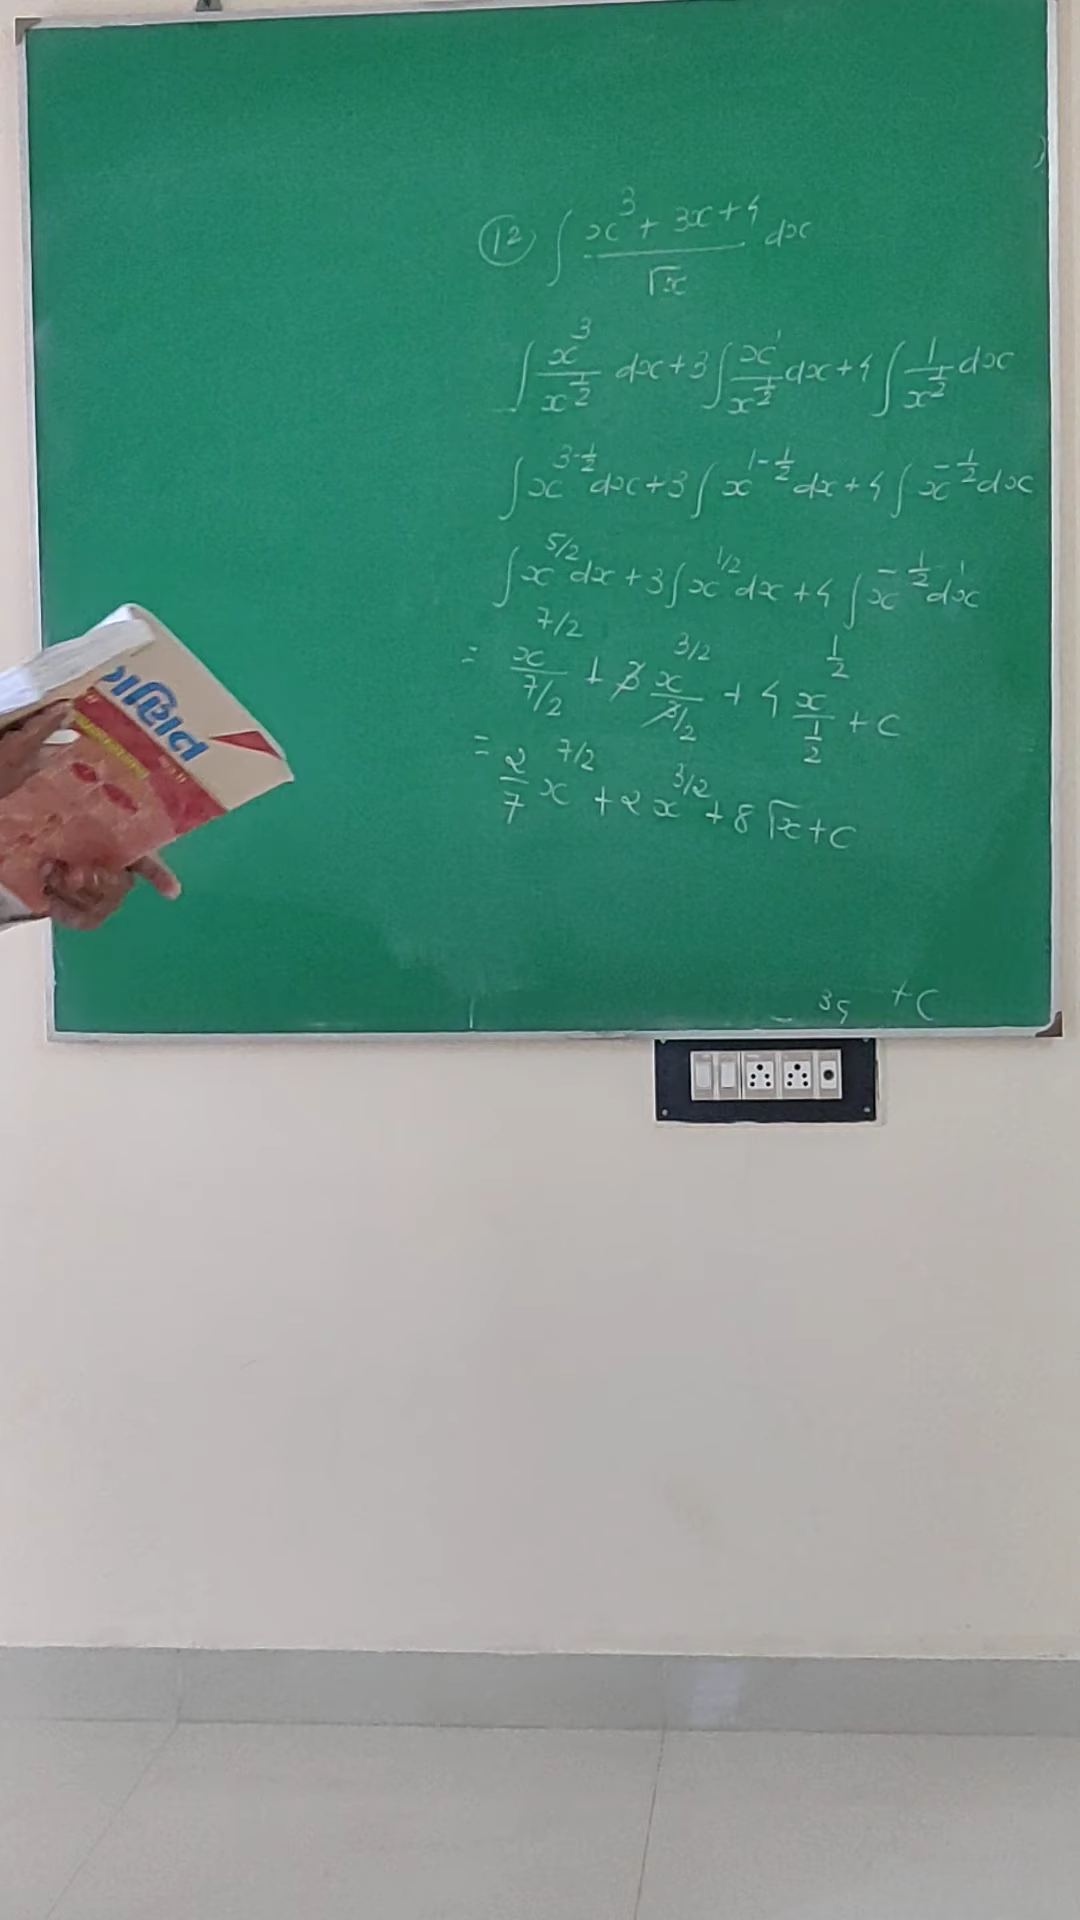 (12) ∫ (x³ + 3x + 4)/√x dx
∫ x³/x^(1/2) dx + 3∫ x¹/x^(1/2) dx + 4∫ 1/x^(1/2) dx
∫ x^(3-1/2) dx + 3∫ x^(1-1/2) dx + 4∫ x^(-1/2) dx
∫ x^(5/2) dx + 3∫ x^(1/2) dx + 4∫ x^(-1/2) dx
= x^(7/2)/(7/2) + 3 x^(3/2)/(3/2) + 4 x^(1/2)/(1/2) + C
= 2/7 x^(7/2) + 2x^(3/2) + 8√x + C
+ C
ગણિત